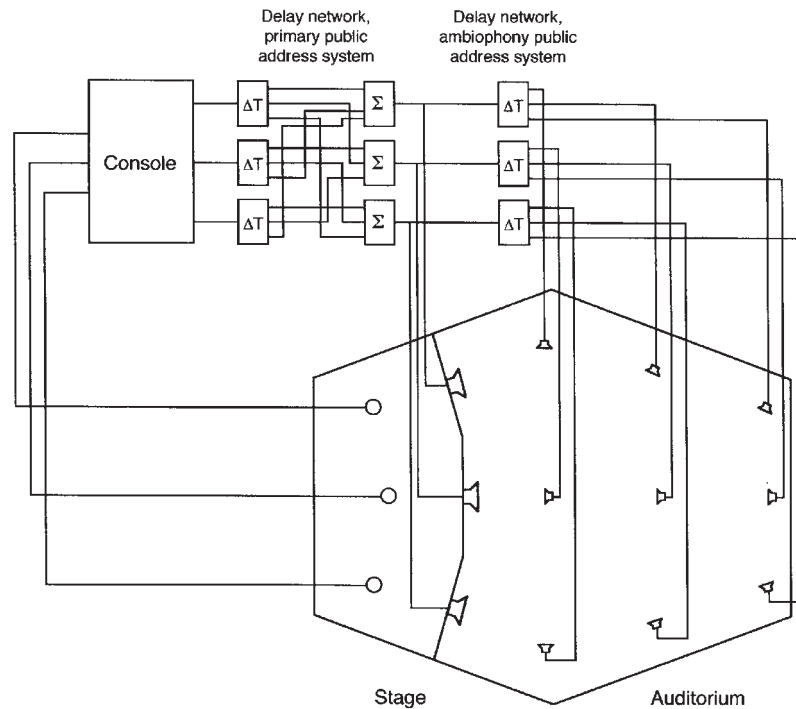 Delay network,
primary public
address system
Delay network,
ambiophony public
address system
Console
ΔT
Σ
ΔT
ΔT
Σ
ΔT
ΔT
Σ
ΔT
Stage
Auditorium